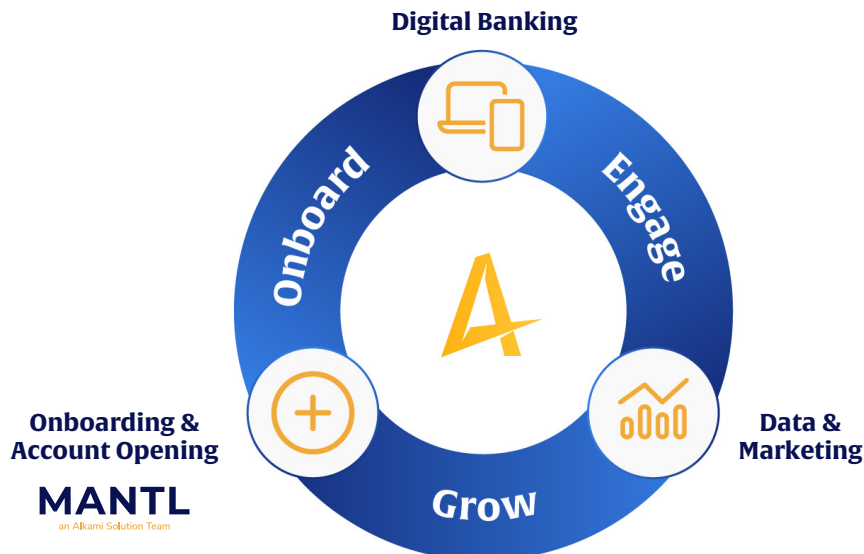 Digital Banking
Onboard
Engage
Onboarding &
Account Opening
MANTL
an Alkami Solution Team
Data &
Marketing
Grow